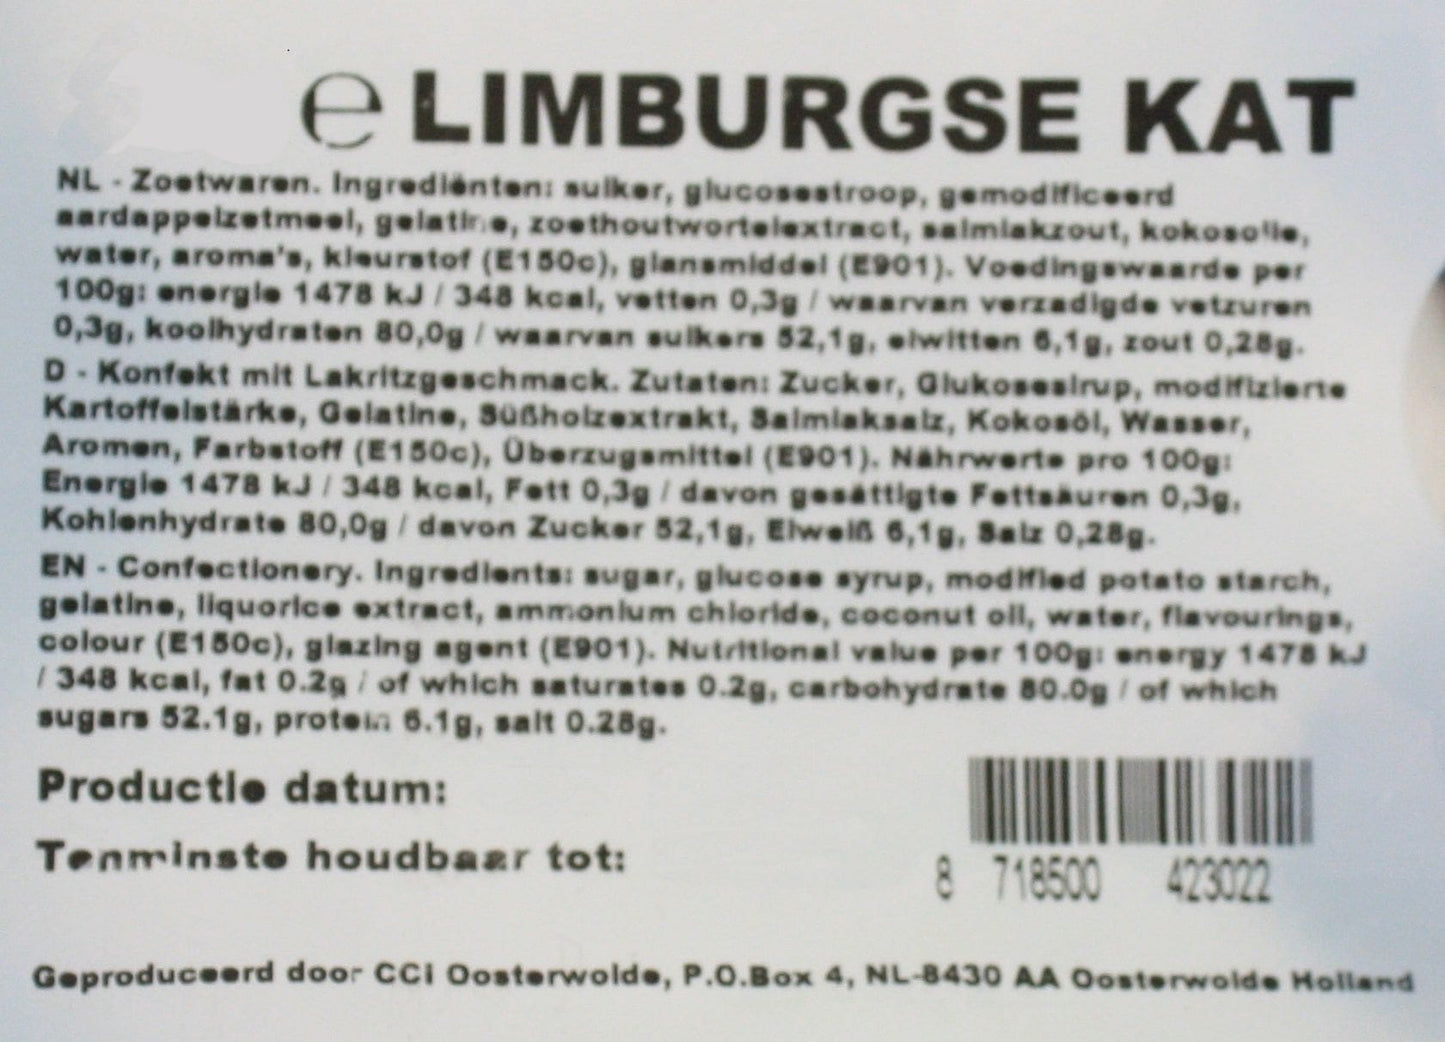 ℮ LIMBURGSE KAT
NL - Zoetwaren. Ingrediënten: suiker, glucosestroop, gemodificeerd
aardappelzetmeel, gelatine, zoethoutwortelextract, salmiakzout, kokosolie,
water, aroma's, kleurstof (E150c), glansmiddel (E901). Voedingswaarde per
100g: energie 1478 kJ / 348 kcal, vetten 0,3g / waarvan verzadigde vetzuren
0,3g, koolhydraten 80,0g / waarvan suikers 52,1g, eiwitten 6,1g, zout 0,28g.
D - Konfekt mit Lakritzgeschmack. Zutaten: Zucker, Glukosesirup, modifizierte
Kartoffelstärke, Gelatine, Süßholzextrakt, Salmiaksalz, Kokosöl, Wasser,
Aromen, Farbstoff (E150c), Überzugsmittel (E901). Nährwerte pro 100g:
Energie 1478 kJ / 348 kcal, Fett 0,3g / davon gesättigte Fettsäuren 0,3g,
Kohlenhydrate 80,0g / davon Zucker 52,1g, Eiweiß 6,1g, Salz 0,28g.
EN - Confectionery. Ingredients: sugar, glucose syrup, modified potato starch,
gelatine, liquorice extract, ammonium chloride, coconut oil, water, flavourings,
colour (E150c), glazing agent (E901). Nutritional value per 100g: energy 1478 kJ
/ 348 kcal, fat 0.2g / of which saturates 0.2g, carbohydrate 80.0g / of which
sugars 52.1g, protein 6.1g, salt 0.28g.
Productie datum:
Tenminste houdbaar tot:
8 718500 423022
Geproduceerd door CCI Oosterwolde, P.O.Box 4, NL-8430 AA Oosterwolde Holland